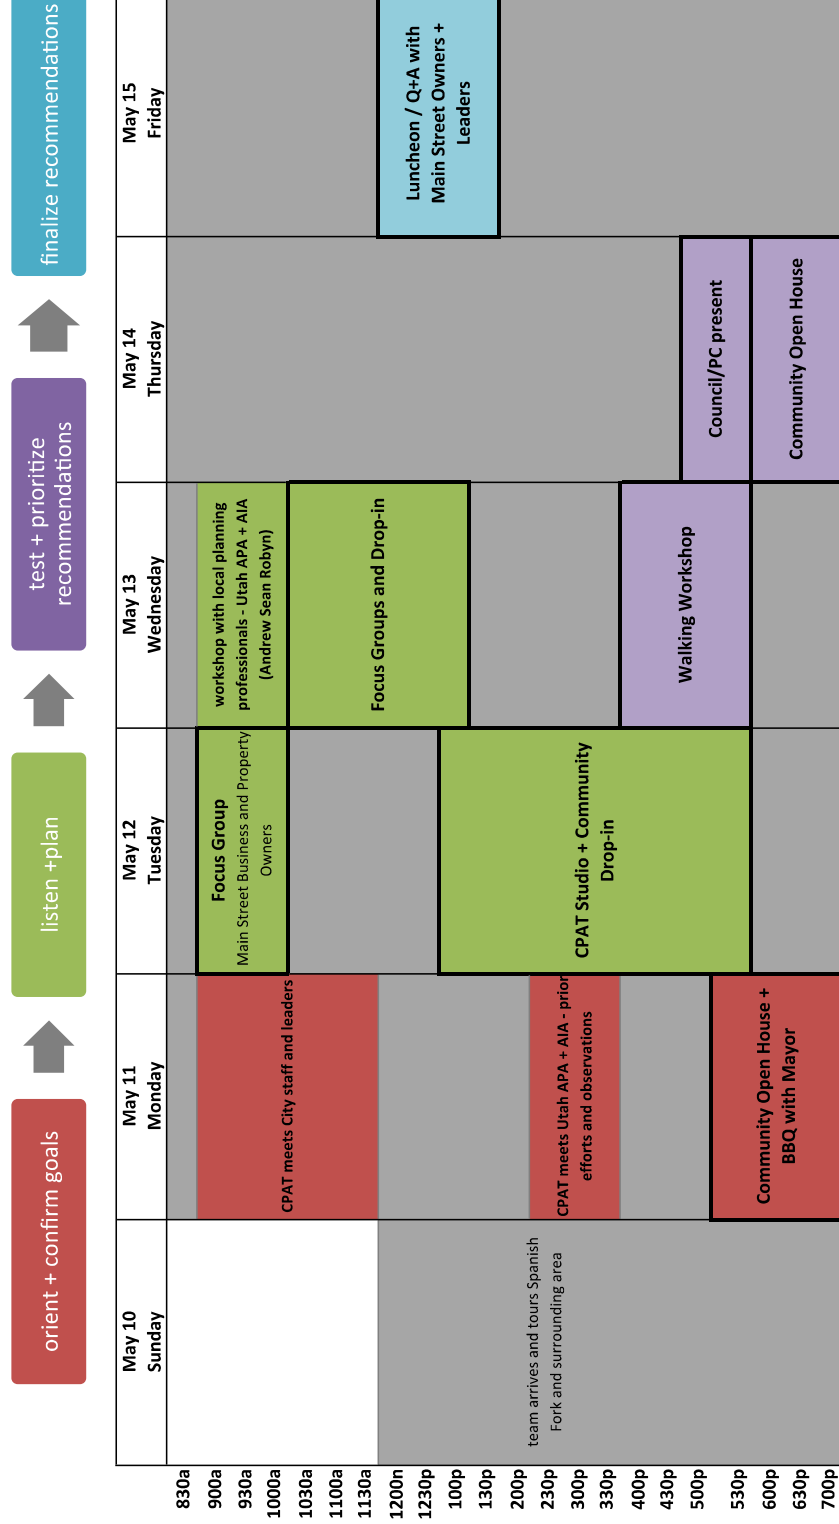 orient + confirm goals
listen +plan
test + prioritize
recommendations
finalize recommendations
May 10
Sunday
May 11
Monday
May 12
Tuesday
May 13
Wednesday
May 14
Thursday
May 15
Friday
830a
900a
930a
1000a
1030a
1100a
1130a
1200n
1230p
100p
130p
200p
230p
300p
330p
400p
430p
500p
530p
600p
630p
700p
team arrives and tours Spanish
Fork and surrounding area
CPAT meets City staff and leaders
CPAT meets Utah APA + AIA - prior
efforts and observations
Community Open House +
BBQ with Mayor
Focus Group
Main Street Business and Property
Owners
CPAT Studio + Community
Drop-in
workshop with local planning
professionals - Utah APA + AIA
(Andrew Sean Robyn)
Focus Groups and Drop-in
Walking Workshop
Council/PC present
Community Open House
Luncheon / Q+A with
Main Street Owners +
Leaders